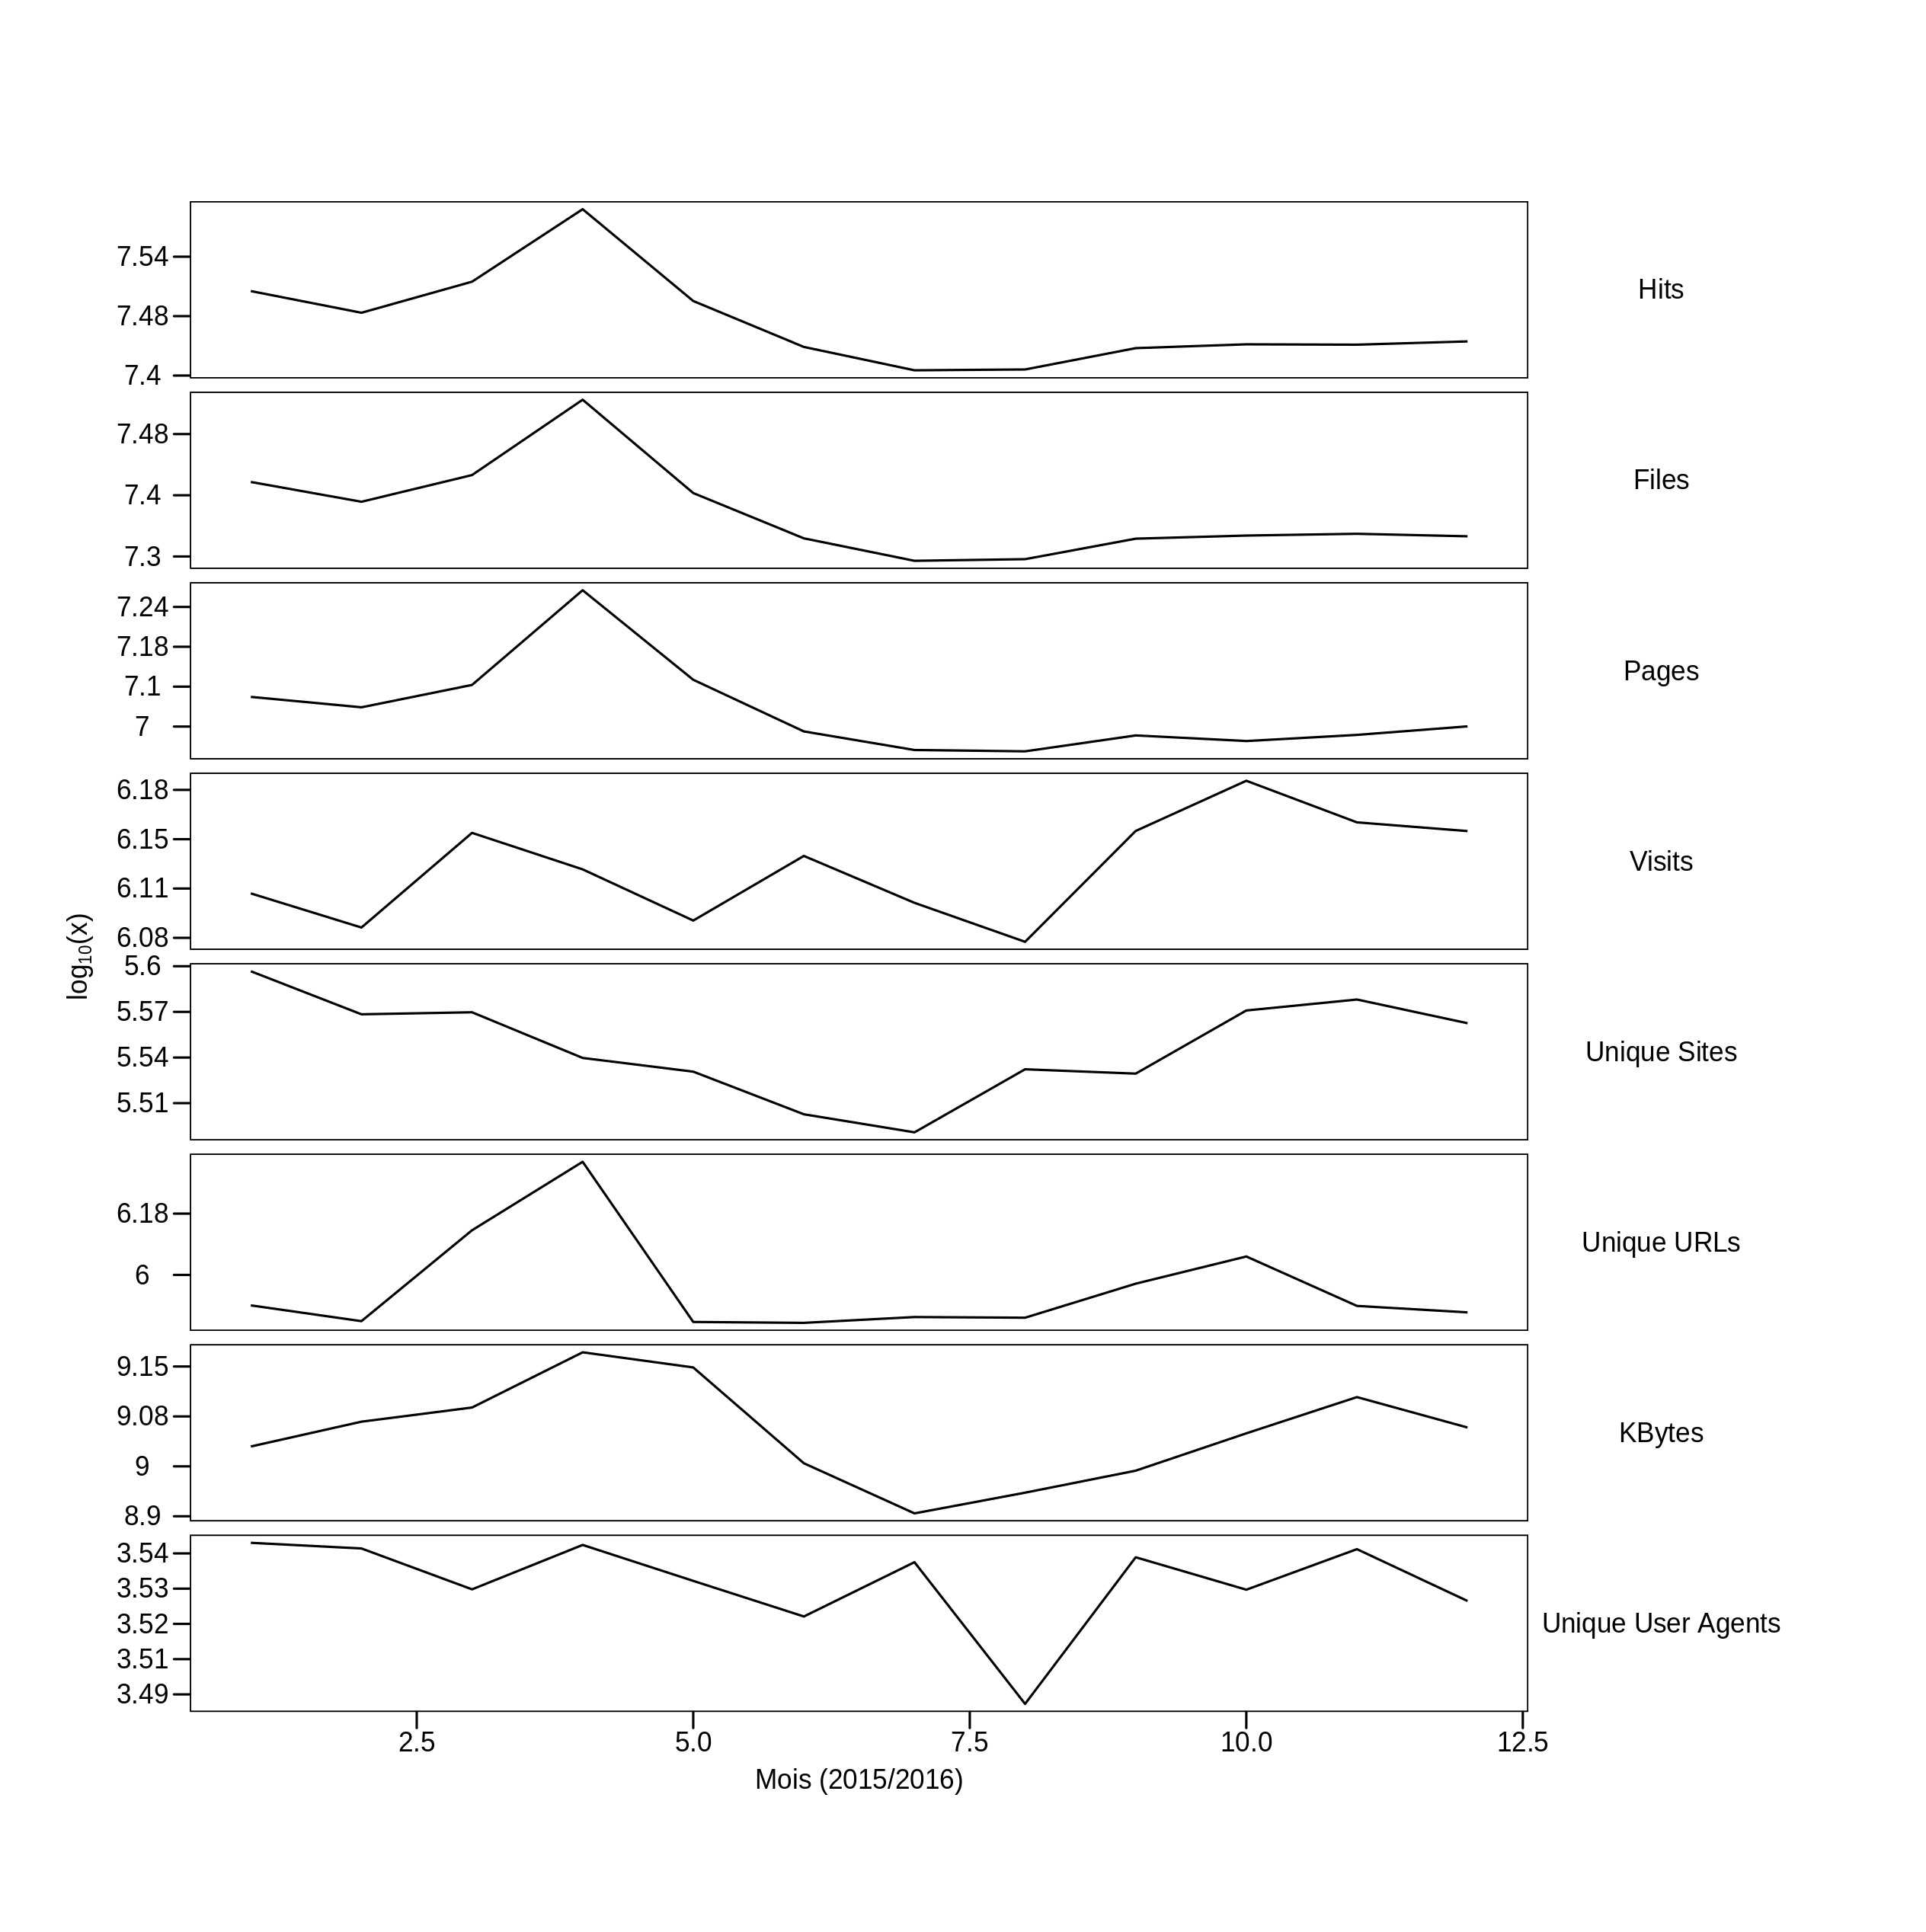 7.54
7.48
7.4
Hits
7.48
7.4
7.3
Files
7.24
7.18
7.1
7
Pages
6.18
6.15
6.11
6.08
Visits
log₁₀(x)
5.6
5.57
5.54
5.51
Unique Sites
6.18
6
Unique URLs
9.15
9.08
9
8.9
KBytes
3.54
3.53
3.52
3.51
3.49
Unique User Agents
2.5 5.0 7.5 10.0 12.5
Mois (2015/2016)